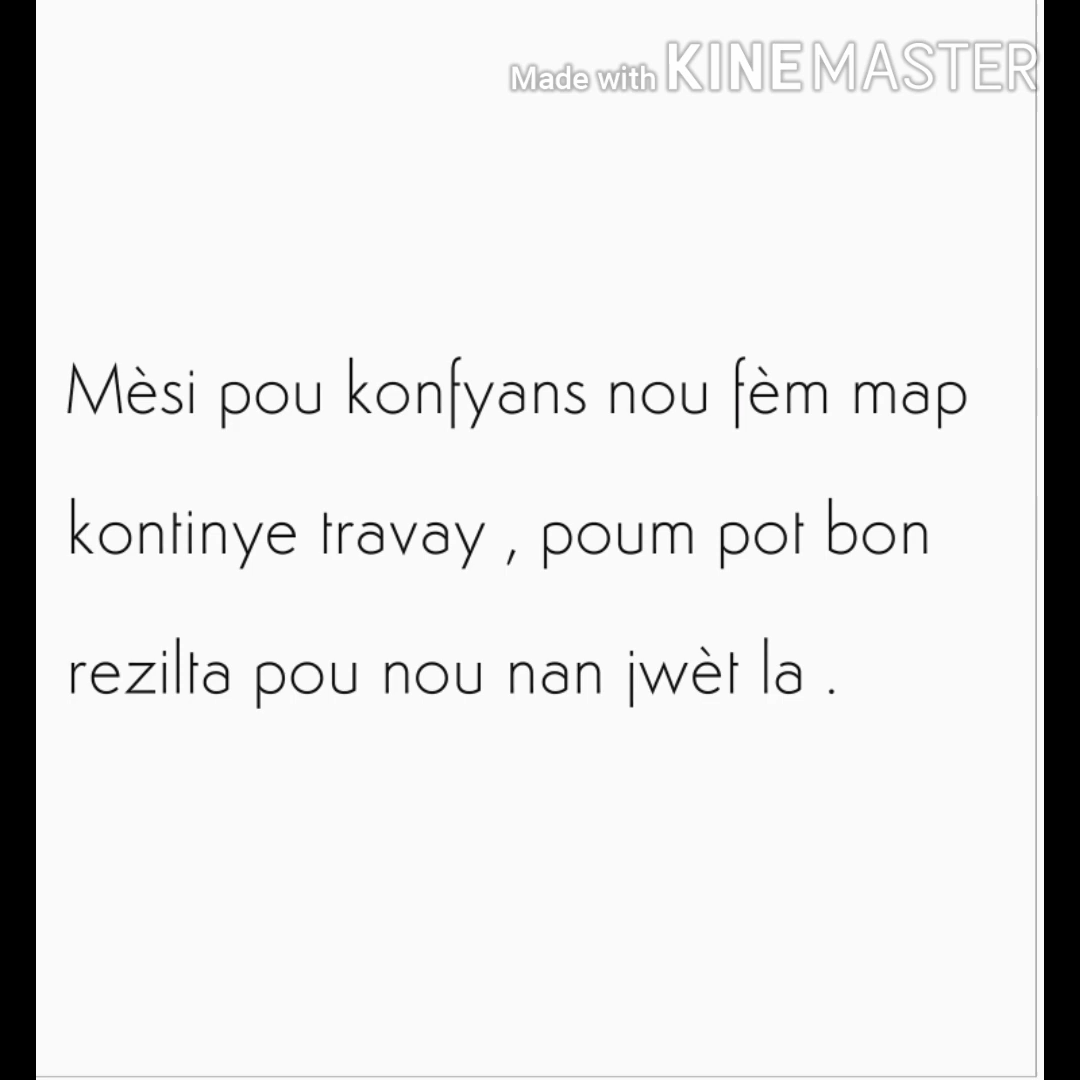 Made with KINEMASTER
Mèsi pou konfyans nou fèm map
kontinye travay , poum pot bon
rezilta pou nou nan jwèt la .